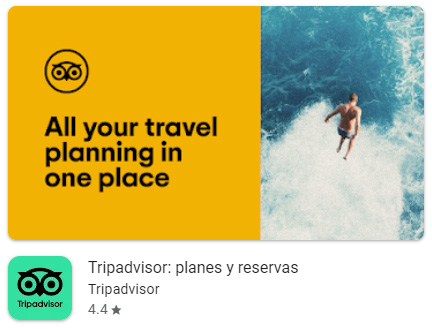 All your travel
planning in
one place
Tripadvisor: planes y reservas
Tripadvisor
Tripadvisor
4.4★